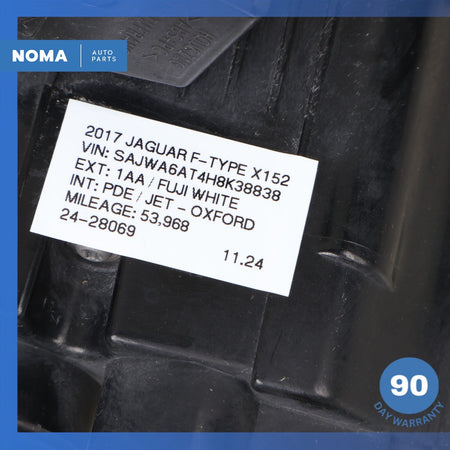 NOMA
AUTO
PARTS
2017 JAGUAR F-TYPE X152
VIN: SAJWA6AT4H8K38838
EXT: 1AA / FUJI WHITE
INT: PDE / JET - OXFORD
MILEAGE: 53,968
24-28069
11.24
90
DAY WARRANTY